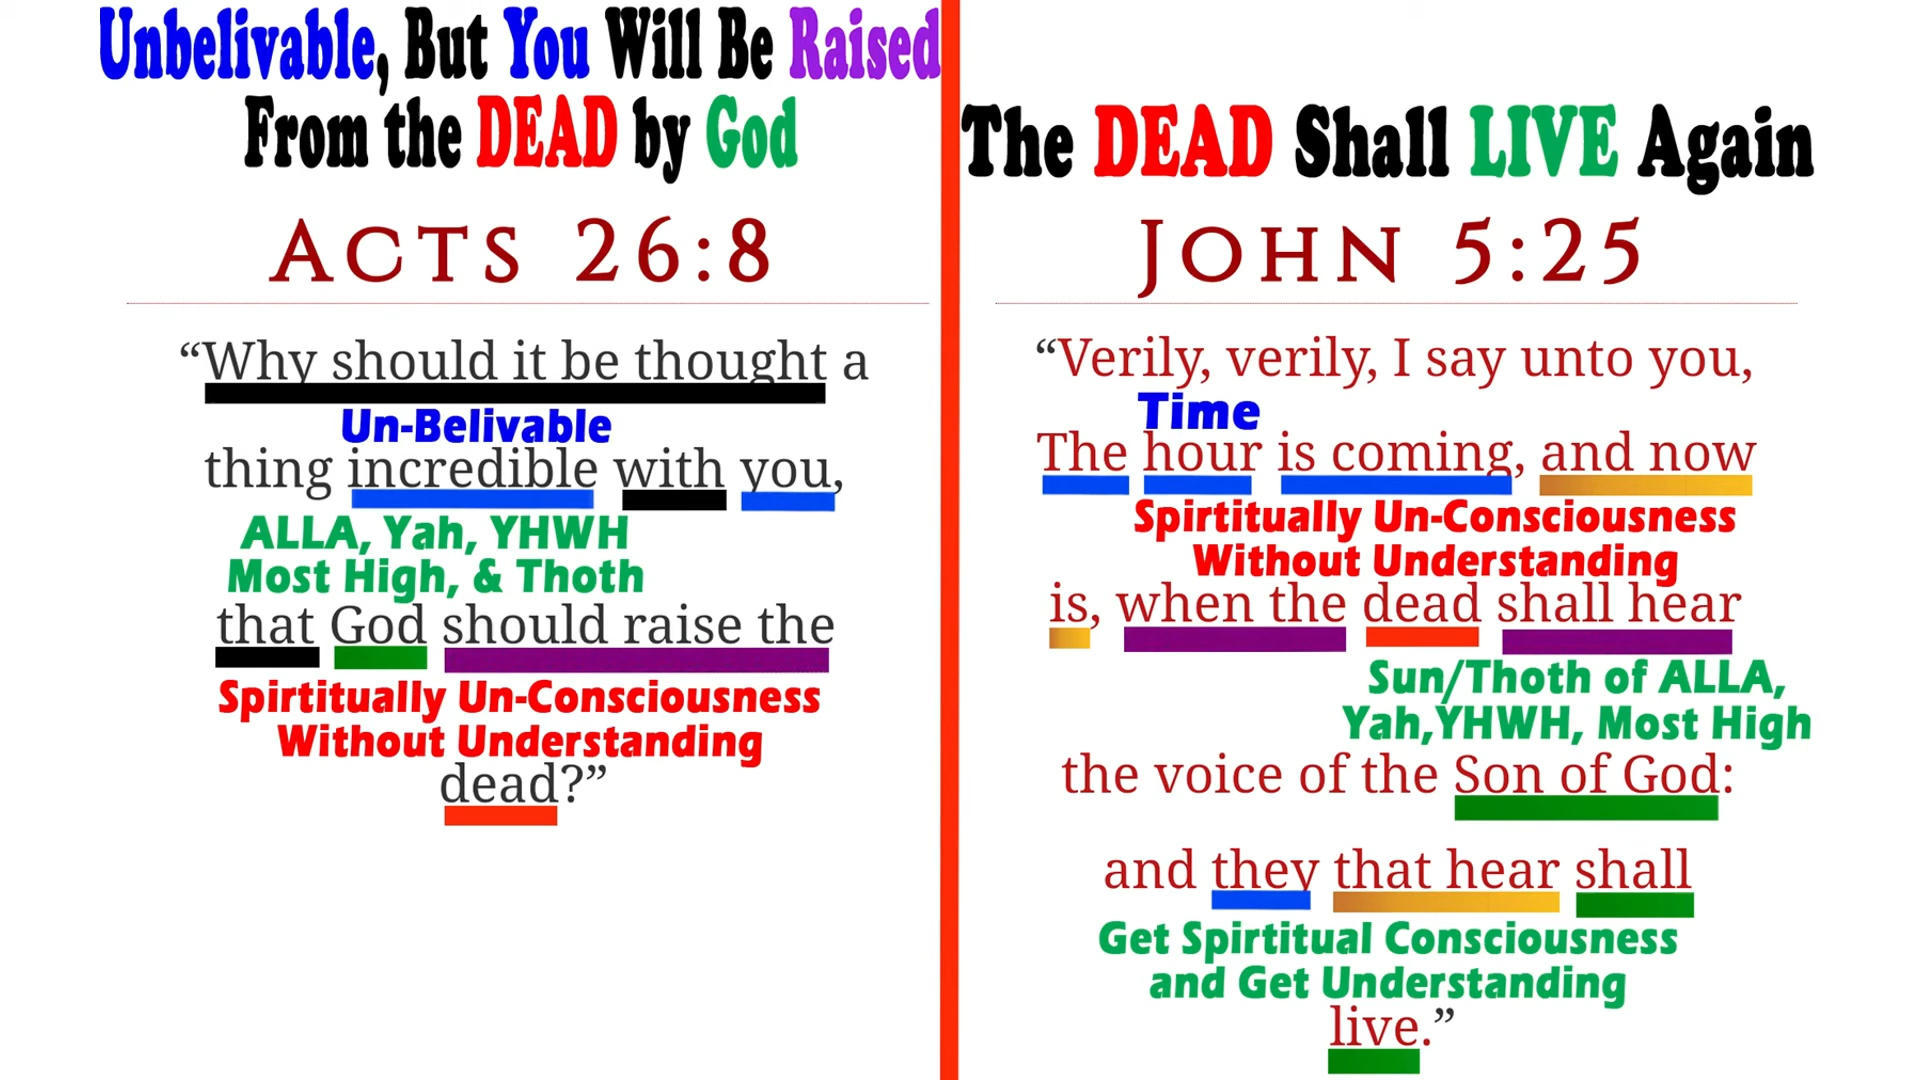 Unbelivable, But You Will Be Raised
From the DEAD by God
ACTS 26:8
“Why should it be thought a
Un-Belivable
thing incredible with you,
ALLA, Yah, YHWH
Most High, & Thoth
that God should raise the
Spirtitually Un-Consciousness
Without Understanding
dead?”
The DEAD Shall LIVE Again
JOHN 5:25
“Verily, verily, I say unto you,
Time
The hour is coming, and now
Spirtitually Un-Consciousness
Without Understanding
is, when the dead shall hear
Sun/Thoth of ALLA,
Yah,YHWH, Most High
the voice of the Son of God:
and they that hear shall
Get Spirtitual Consciousness
and Get Understanding
live.”